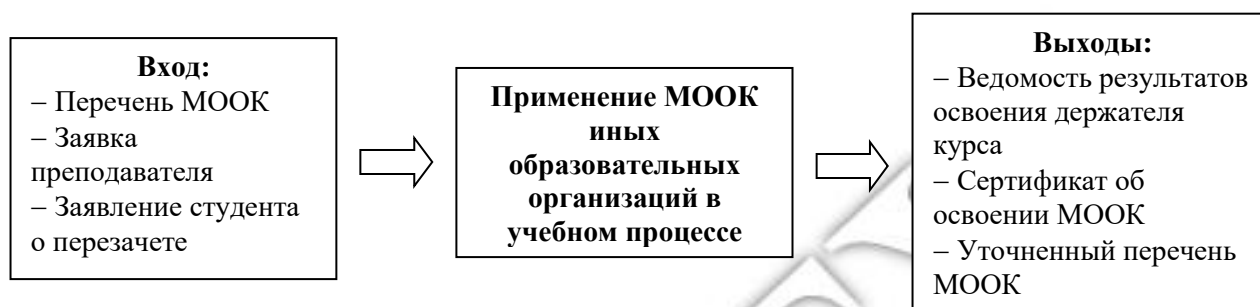 Вход:
– Перечень МООК
– Заявка
преподавателя
– Заявление студента
о перезачете
Применение МООК
иных
образовательных
организаций в
учебном процессе
Выходы:
– Ведомость результатов
освоения держателя
курса
– Сертификат об
освоении МООК
– Уточненный перечень
МООК